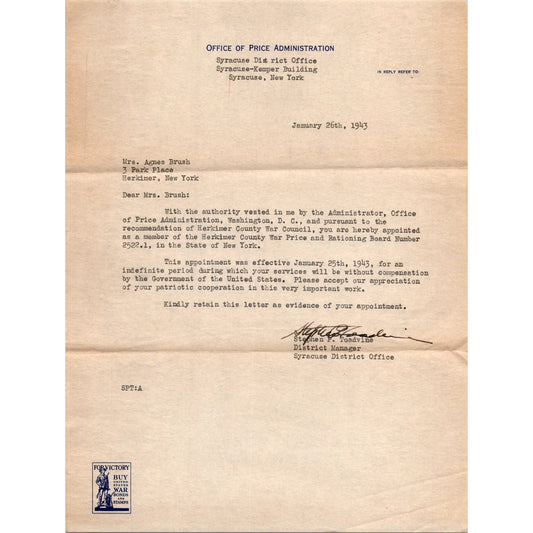 OFFICE OF PRICE ADMINISTRATION
Syracuse District Office
Syracuse-Kemper Building
Syracuse, New York
IN REPLY REFER TO:
January 26th, 1943
Mrs. Agnes Brush
3 Park Place
Herkimer, New York
Dear Mrs. Brush:
With the authority vested in me by the Administrator, Office
of Price Administration, Washington, D. C., and pursuant to the
recommendation of Herkimer County War Council, you are hereby appointed
as a member of the Herkimer County War Price and Rationing Board Number
2522.1, in the State of New York.
This appointment was effective January 25th, 1943, for an
indefinite period during which your services will be without compensation
by the Government of the United States. Please accept our appreciation
of your patriotic cooperation in this very important work.
Kindly retain this letter as evidence of your appointment.
Stephen P. Toadvine
District Manager
Syracuse District Office
SPT:A
FOR VICTORY
BUY
UNITED
STATES
WAR
BONDS
AND
STAMPS